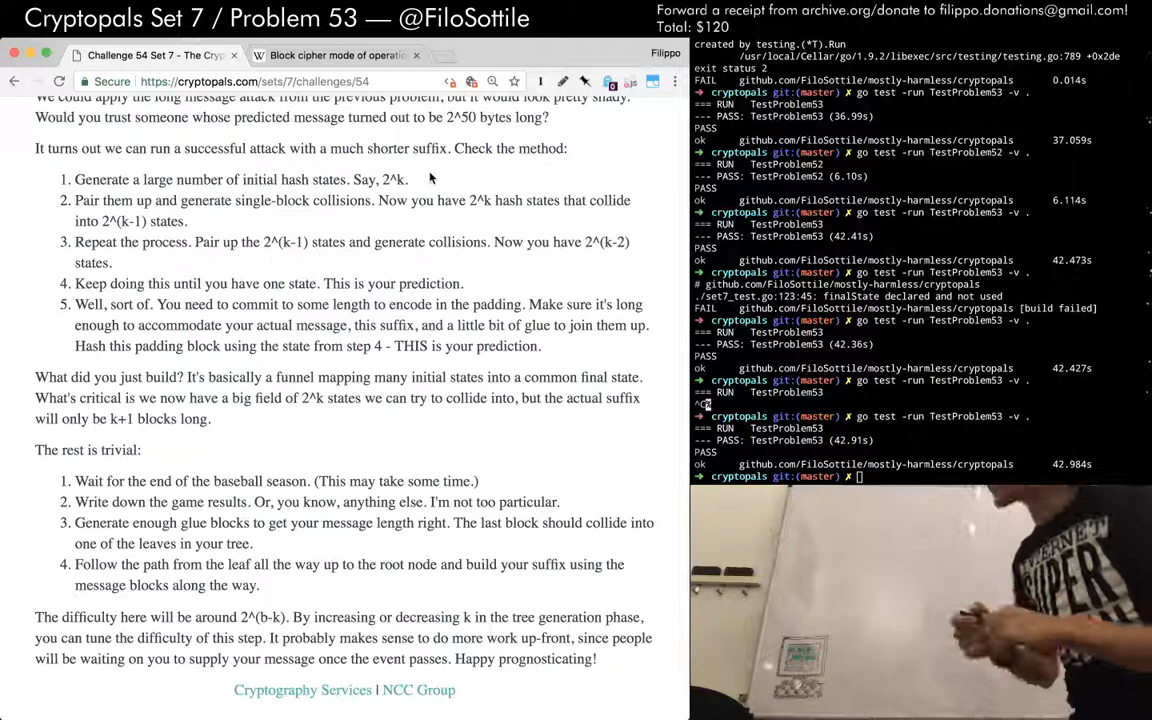 Cryptopals Set 7 / Problem 53 — @FiloSottile
Forward a receipt from archive.org/donate to filippo.donations@gmail.com!
Total: $120
Challenge 54 Set 7 - The Cryp
Block cipher mode of operatio
Filippo
Secure
https://cryptopals.com/sets/7/challenges/54
We could apply the long message attack from the previous problem, but it would look pretty shady.
Would you trust someone whose predicted message turned out to be 2^50 bytes long?
It turns out we can run a successful attack with a much shorter suffix. Check the method:
1. Generate a large number of initial hash states. Say, 2^k.
2. Pair them up and generate single-block collisions. Now you have 2^k hash states that collide
into 2^(k-1) states.
3. Repeat the process. Pair up the 2^(k-1) states and generate collisions. Now you have 2^(k-2)
states.
4. Keep doing this until you have one state. This is your prediction.
5. Well, sort of. You need to commit to some length to encode in the padding. Make sure it's long
enough to accommodate your actual message, this suffix, and a little bit of glue to join them up.
Hash this padding block using the state from step 4 - THIS is your prediction.
What did you just build? It's basically a funnel mapping many initial states into a common final state.
What's critical is we now have a big field of 2^k states we can try to collide into, but the actual suffix
will only be k+1 blocks long.
The rest is trivial:
1. Wait for the end of the baseball season. (This may take some time.)
2. Write down the game results. Or, you know, anything else. I'm not too particular.
3. Generate enough glue blocks to get your message length right. The last block should collide into
one of the leaves in your tree.
4. Follow the path from the leaf all the way up to the root node and build your suffix using the
message blocks along the way.
The difficulty here will be around 2^(b-k). By increasing or decreasing k in the tree generation phase,
you can tune the difficulty of this step. It probably makes sense to do more work up-front, since people
will be waiting on you to supply your message once the event passes. Happy prognosticating!
Cryptography Services | NCC Group
created by testing.(*T).Run
/usr/local/Cellar/go/1.9.2/libexec/src/testing/testing.go:789 +0x2de
exit status 2
FAIL github.com/FiloSottile/mostly-harmless/cryptopals 0.014s
➜ cryptopals git:(master) ✗ go test -run TestProblem53 -v .
=== RUN TestProblem53
--- PASS: TestProblem53 (36.99s)
PASS
ok github.com/FiloSottile/mostly-harmless/cryptopals 37.059s
➜ cryptopals git:(master) ✗ go test -run TestProblem52 -v .
=== RUN TestProblem52
--- PASS: TestProblem52 (6.10s)
PASS
ok github.com/FiloSottile/mostly-harmless/cryptopals 6.114s
➜ cryptopals git:(master) ✗ go test -run TestProblem53 -v .
=== RUN TestProblem53
--- PASS: TestProblem53 (42.41s)
PASS
ok github.com/FiloSottile/mostly-harmless/cryptopals 42.473s
➜ cryptopals git:(master) ✗ go test -run TestProblem53 -v .
# github.com/FiloSottile/mostly-harmless/cryptopals
./set7_test.go:123:45: finalState declared and not used
FAIL github.com/FiloSottile/mostly-harmless/cryptopals [build failed]
➜ cryptopals git:(master) ✗ go test -run TestProblem53 -v .
=== RUN TestProblem53
--- PASS: TestProblem53 (42.36s)
PASS
ok github.com/FiloSottile/mostly-harmless/cryptopals 42.427s
➜ cryptopals git:(master) ✗ go test -run TestProblem53 -v .
=== RUN TestProblem53
^C%
➜ cryptopals git:(master) ✗ go test -run TestProblem53 -v .
=== RUN TestProblem53
--- PASS: TestProblem53 (42.91s)
PASS
ok github.com/FiloSottile/mostly-harmless/cryptopals 42.984s
➜ cryptopals git:(master) ✗
SUPER